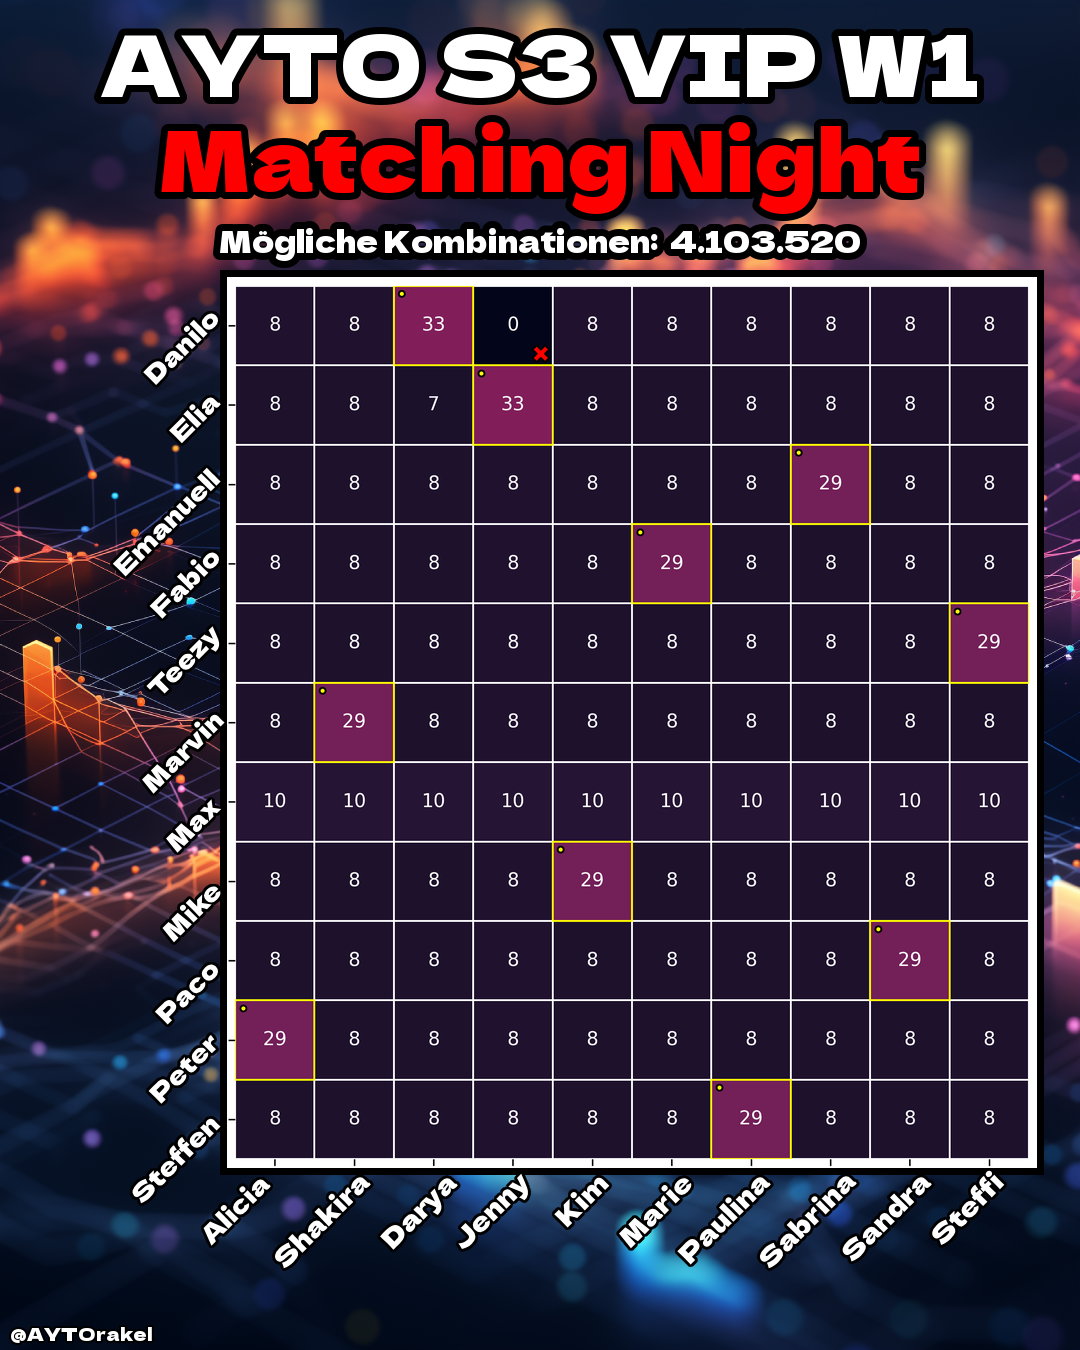 AYTO S3 VIP W1
Matching Night
Mögliche Kombinationen: 4.103.520
Danilo 8 8 33 0 8 8 8 8 8 8
Elia 8 8 7 33 8 8 8 8 8 8
Emanuell 8 8 8 8 8 8 8 29 8 8
Fabio 8 8 8 8 8 29 8 8 8 8
Teezy 8 8 8 8 8 8 8 8 8 29
Marvin 8 29 8 8 8 8 8 8 8 8
Max 10 10 10 10 10 10 10 10 10 10
Mike 8 8 8 8 29 8 8 8 8 8
Paco 8 8 8 8 8 8 8 8 29 8
Peter 29 8 8 8 8 8 8 8 8 8
Steffen 8 8 8 8 8 8 29 8 8 8
Alicia Shakira Darya Jenny Kim Marie Paulina Sabrina Sandra Steffi
@AYTOrakel